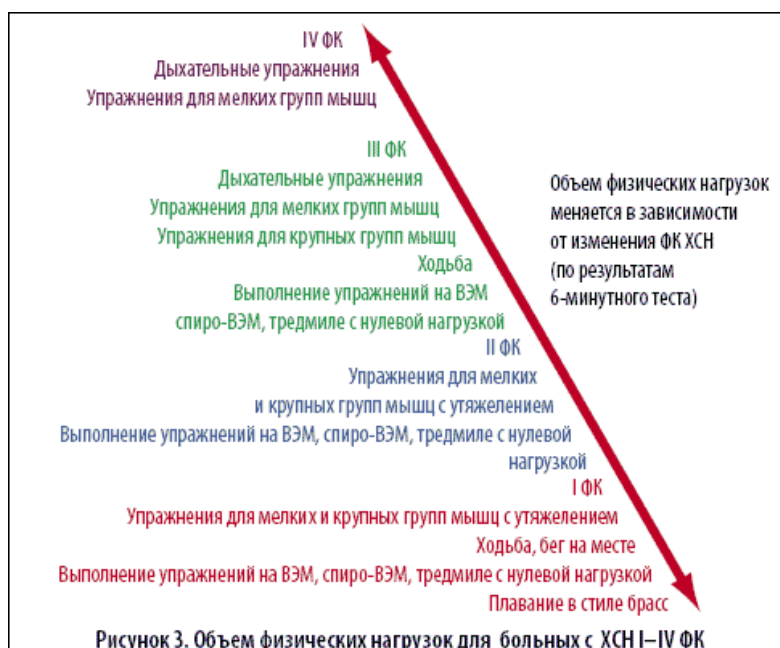 IV ФК
Дыхательные упражнения
Упражнения для мелких групп мышц
III ФК
Дыхательные упражнения
Упражнения для мелких групп мышц
Упражнения для крупных групп мышц
Ходьба
Выполнение упражнений на ВЭМ
спиро-ВЭМ, тредмиле с нулевой нагрузкой
II ФК
Упражнения для мелких
и крупных групп мышц с утяжелением
Выполнение упражнений на ВЭМ, спиро-ВЭМ, тредмиле с нулевой
нагрузкой
I ФК
Упражнения для мелких и крупных групп мышц с утяжелением
Ходьба, бег на месте
Выполнение упражнений на ВЭМ, спиро-ВЭМ, тредмиле с нулевой нагрузкой
Плавание в стиле брасс
Объем физических нагрузок
меняется в зависимости
от изменения ФК ХСН
(по результатам
6-минутного теста)
Рисунок 3. Объем физических нагрузок для больных с ХСН I–IV ФК